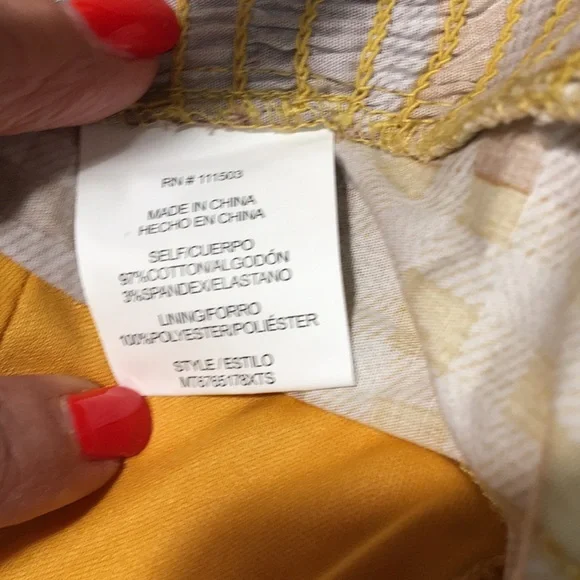 RN # 111503
MADE IN CHINA
HECHO EN CHINA
SELF/CUERPO
97%COTTON/ALGODÓN
3%SPANDEX/ELASTANO
LINING/FORRO
100%POLYESTER/POLIÉSTER
STYLE / ESTILO
MT6765178XTS